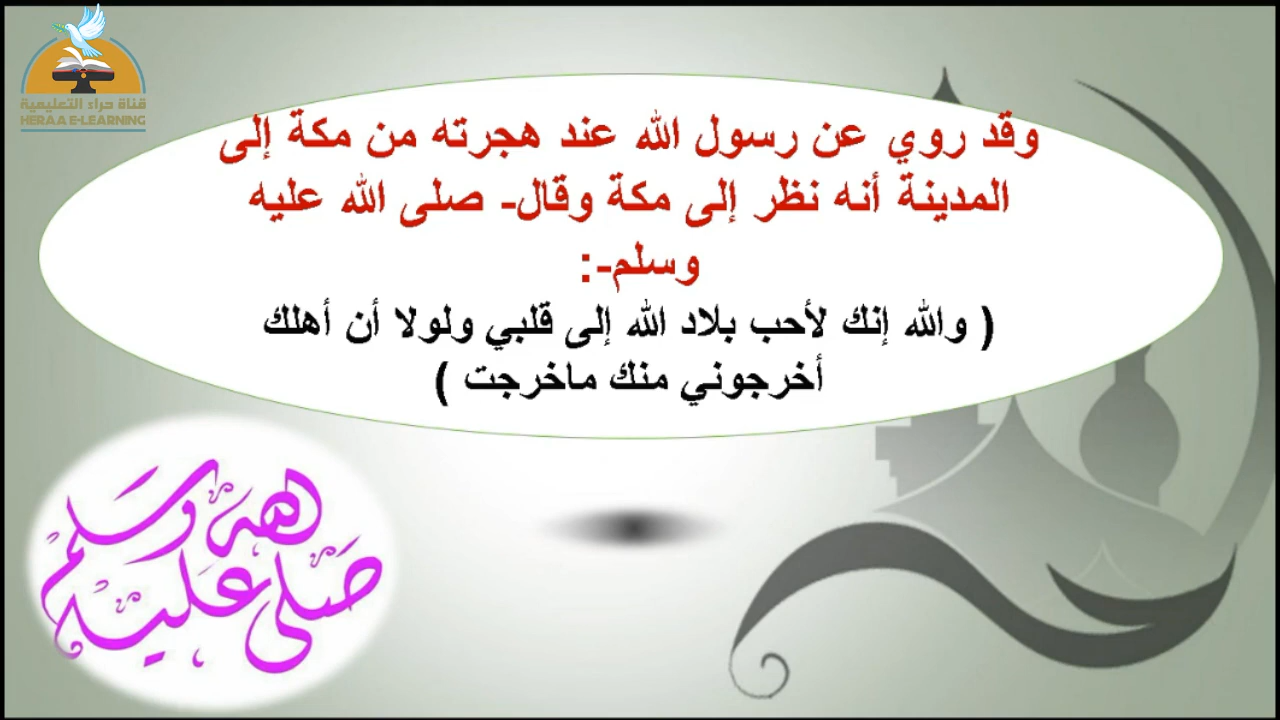 قناة حراء التعليمية
HERAA E-LEARNING
وقد روي عن رسول الله عند هجرته من مكة إلى
المدينة أنه نظر إلى مكة وقال- صلى الله عليه
وسلم-:
( والله إنك لأحب بلاد الله إلى قلبي ولولا أن أهلك
أخرجوني منك ماخرجت )
صلى الله عليه وسلم